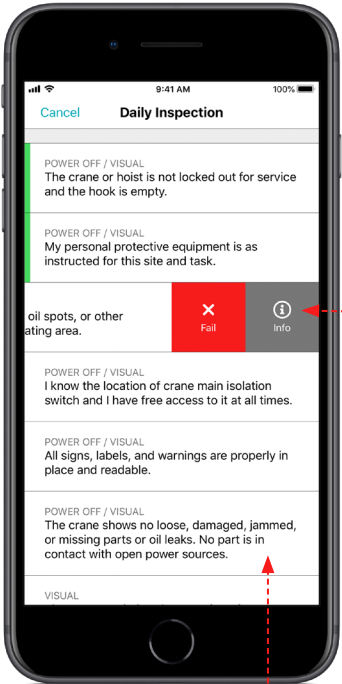 9:41 AM
100%
Cancel
Daily Inspection
POWER OFF / VISUAL
The crane or hoist is not locked out for service
and the hook is empty.
POWER OFF / VISUAL
My personal protective equipment is as
instructed for this site and task.
oil spots, or other
ating area.
Fail
Info
POWER OFF / VISUAL
I know the location of crane main isolation
switch and I have free access to it at all times.
POWER OFF / VISUAL
All signs, labels, and warnings are properly in
place and readable.
POWER OFF / VISUAL
The crane shows no loose, damaged, jammed,
or missing parts or oil leaks. No part is in
contact with open power sources.
VISUAL